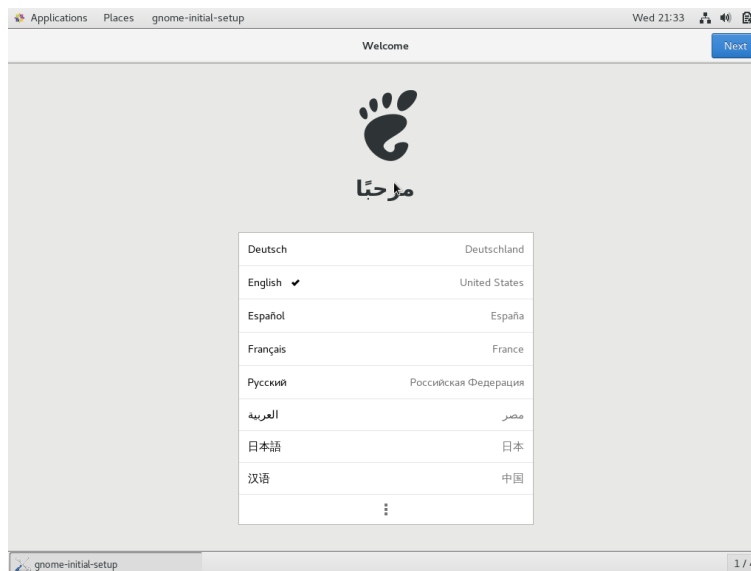 Applications Places gnome-initial-setup Wed 21:33
Welcome Next
مرحبًا
Deutsch Deutschland
English ✔ United States
Español España
Français France
Русский Российская Федерация
العربية مصر
日本語 日本
汉语 中国
gnome-initial-setup 1 /